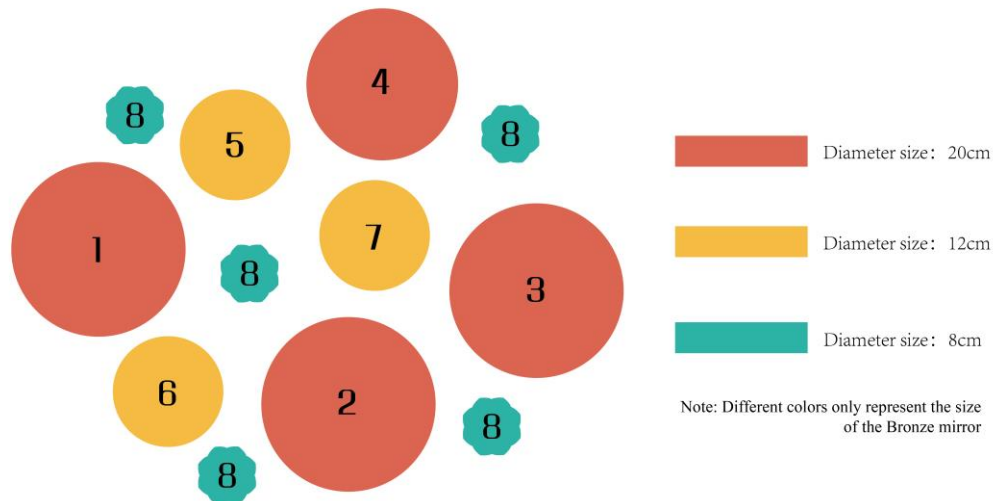 4
8
8
5
7
1
8
3
6
2
8
8
Diameter size： 20cm
Diameter size： 12cm
Diameter size： 8cm
Note: Different colors only represent the size
of the Bronze mirror